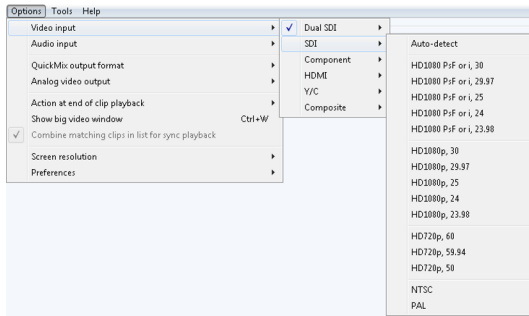 Options Tools Help
Video input
Audio input
QuickMix output format
Analog video output
Action at end of clip playback
Show big video window Ctrl+W
Combine matching clips in list for sync playback
Screen resolution
Preferences
Dual SDI
SDI
Component
HDMI
Y/C
Composite
Auto-detect
HD1080 PsF or i, 30
HD1080 PsF or i, 29.97
HD1080 PsF or i, 25
HD1080 PsF or i, 24
HD1080 PsF or i, 23.98
HD1080p, 30
HD1080p, 29.97
HD1080p, 25
HD1080p, 24
HD1080p, 23.98
HD720p, 60
HD720p, 59.94
HD720p, 50
NTSC
PAL